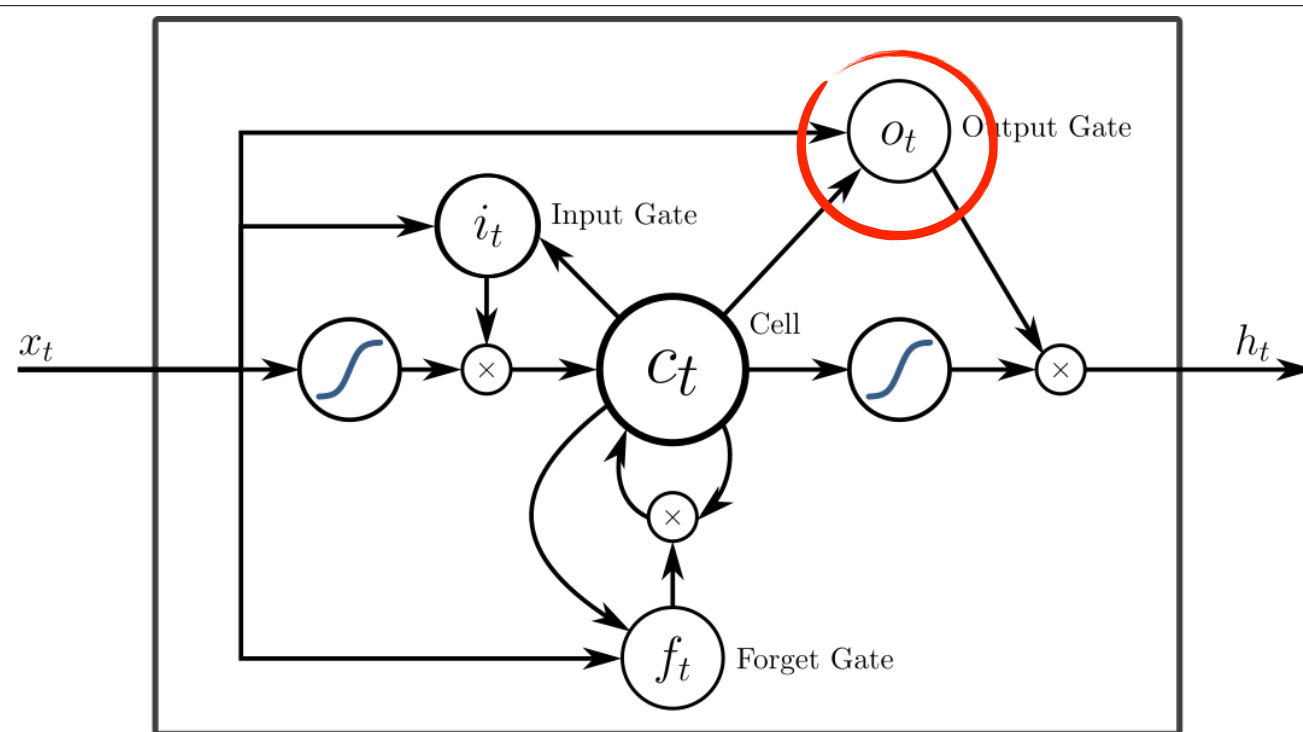 o_t Output Gate
i_t Input Gate
x_t
×
c_t
Cell
×
h_t
×
f_t Forget Gate